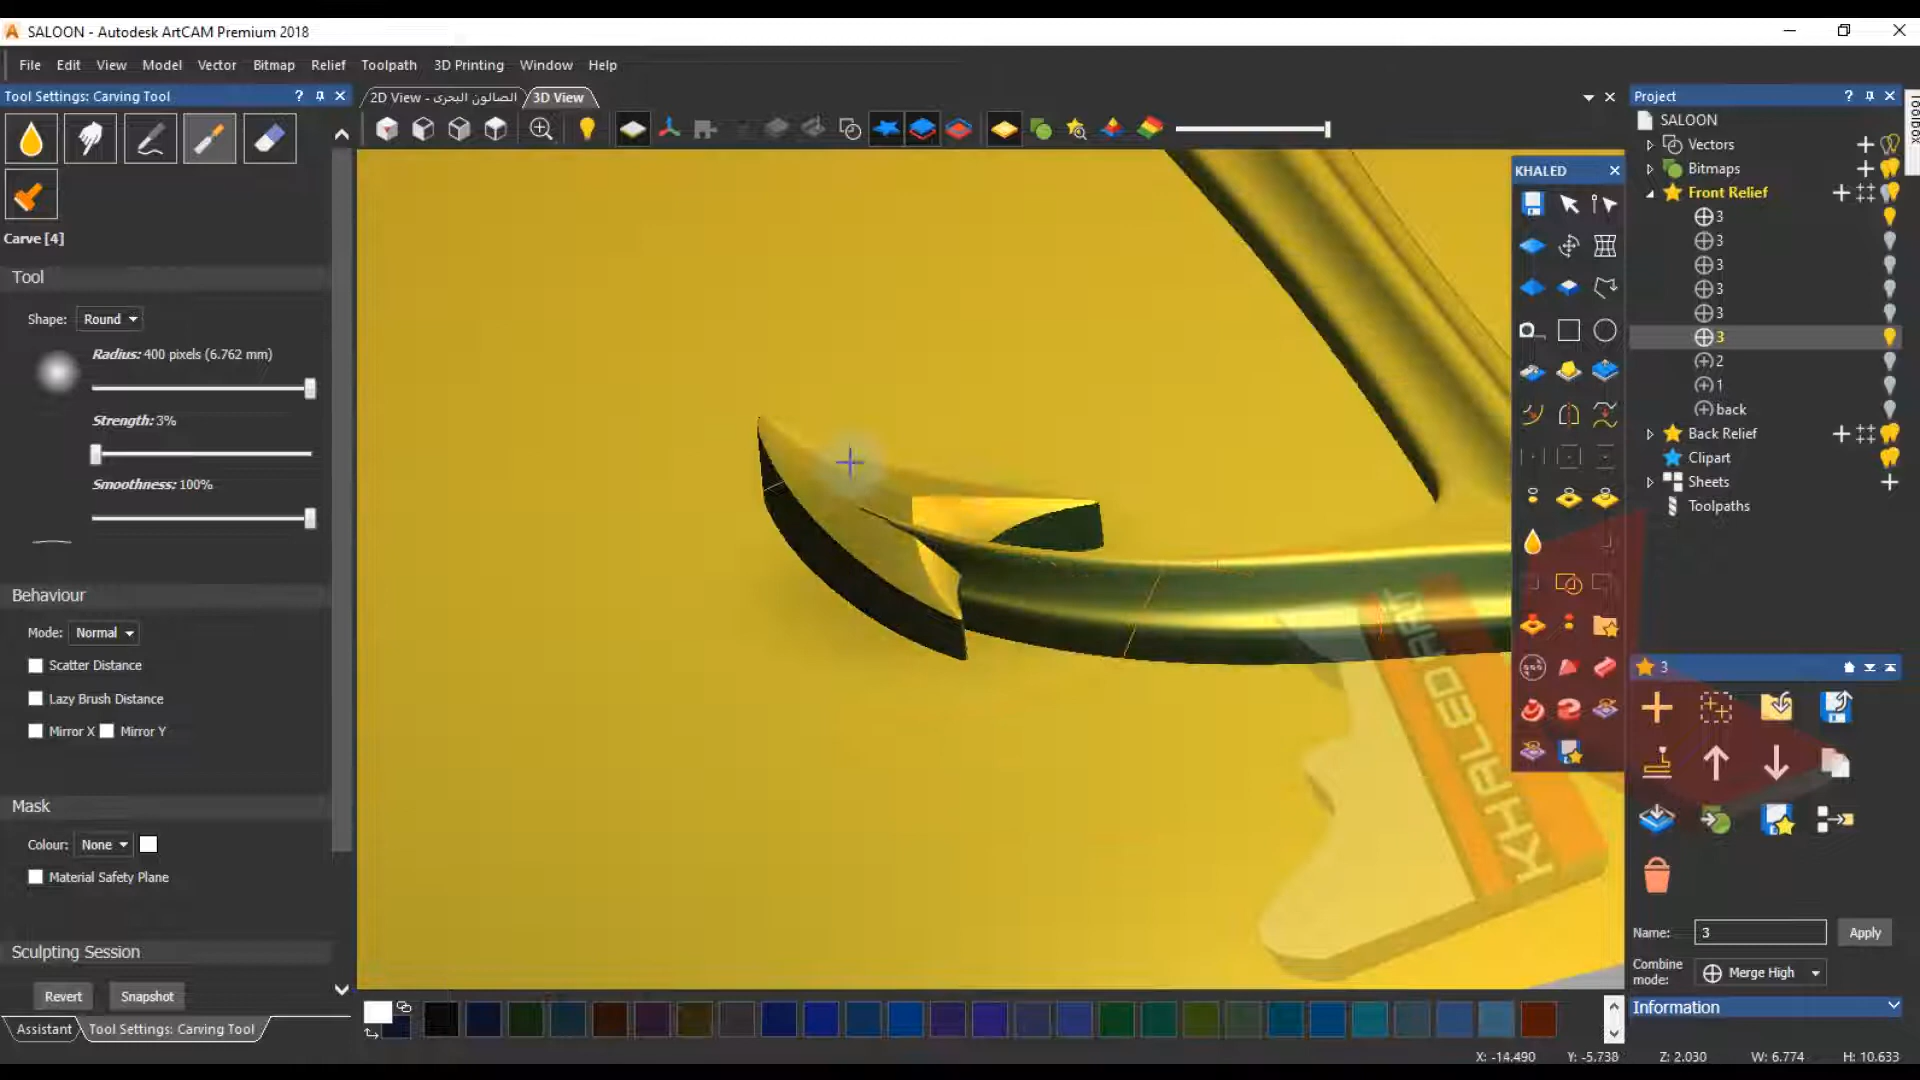 SALOON - Autodesk ArtCAM Premium 2018
File Edit View Model Vector Bitmap Relief Toolpath 3D Printing Window Help
Tool Settings: Carving Tool ?
2D View - الصالون البحرى
3D View
Project ?
Carve [4]
Tool
Shape: Round
Radius: 400 pixels (6.762 mm)
Strength: 3%
Smoothness: 100%
Behaviour
Mode: Normal
Scatter Distance
Lazy Brush Distance
Mirror X Mirror Y
Mask
Colour: None
Material Safety Plane
Sculpting Session
Revert Snapshot
Assistant Tool Settings: Carving Tool
KHALED
KHALED ART
Toolbox
SALOON
Vectors
Bitmaps
Front Relief
3
3
3
3
3
3
2
1
back
Back Relief
Clipart
Sheets
Toolpaths
3
Name: 3 Apply
Combine mode: Merge High
Information
X: -14.490 Y: -5.738 Z: 2.030 W: 6.774 H: 10.633